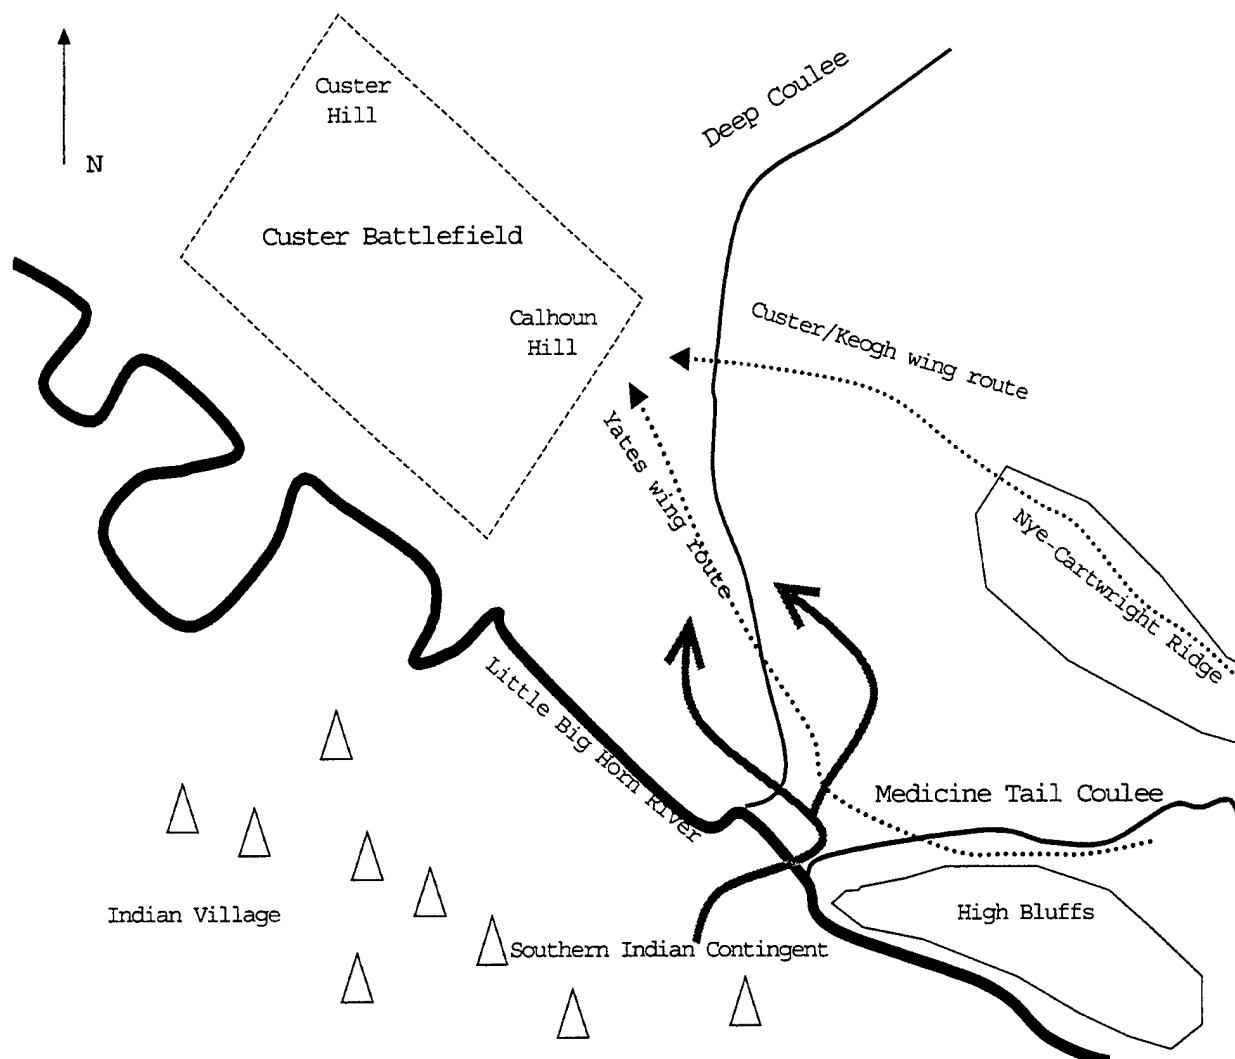 Custer
Hill
Deep Coulee
N
Custer Battlefield
Calhoun
Hill
Custer/Keogh wing route
Yates wing route
Nye-Cartwright Ridge
Little Big Horn River
Medicine Tail Coulee
Indian Village
High Bluffs
Southern Indian Contingent